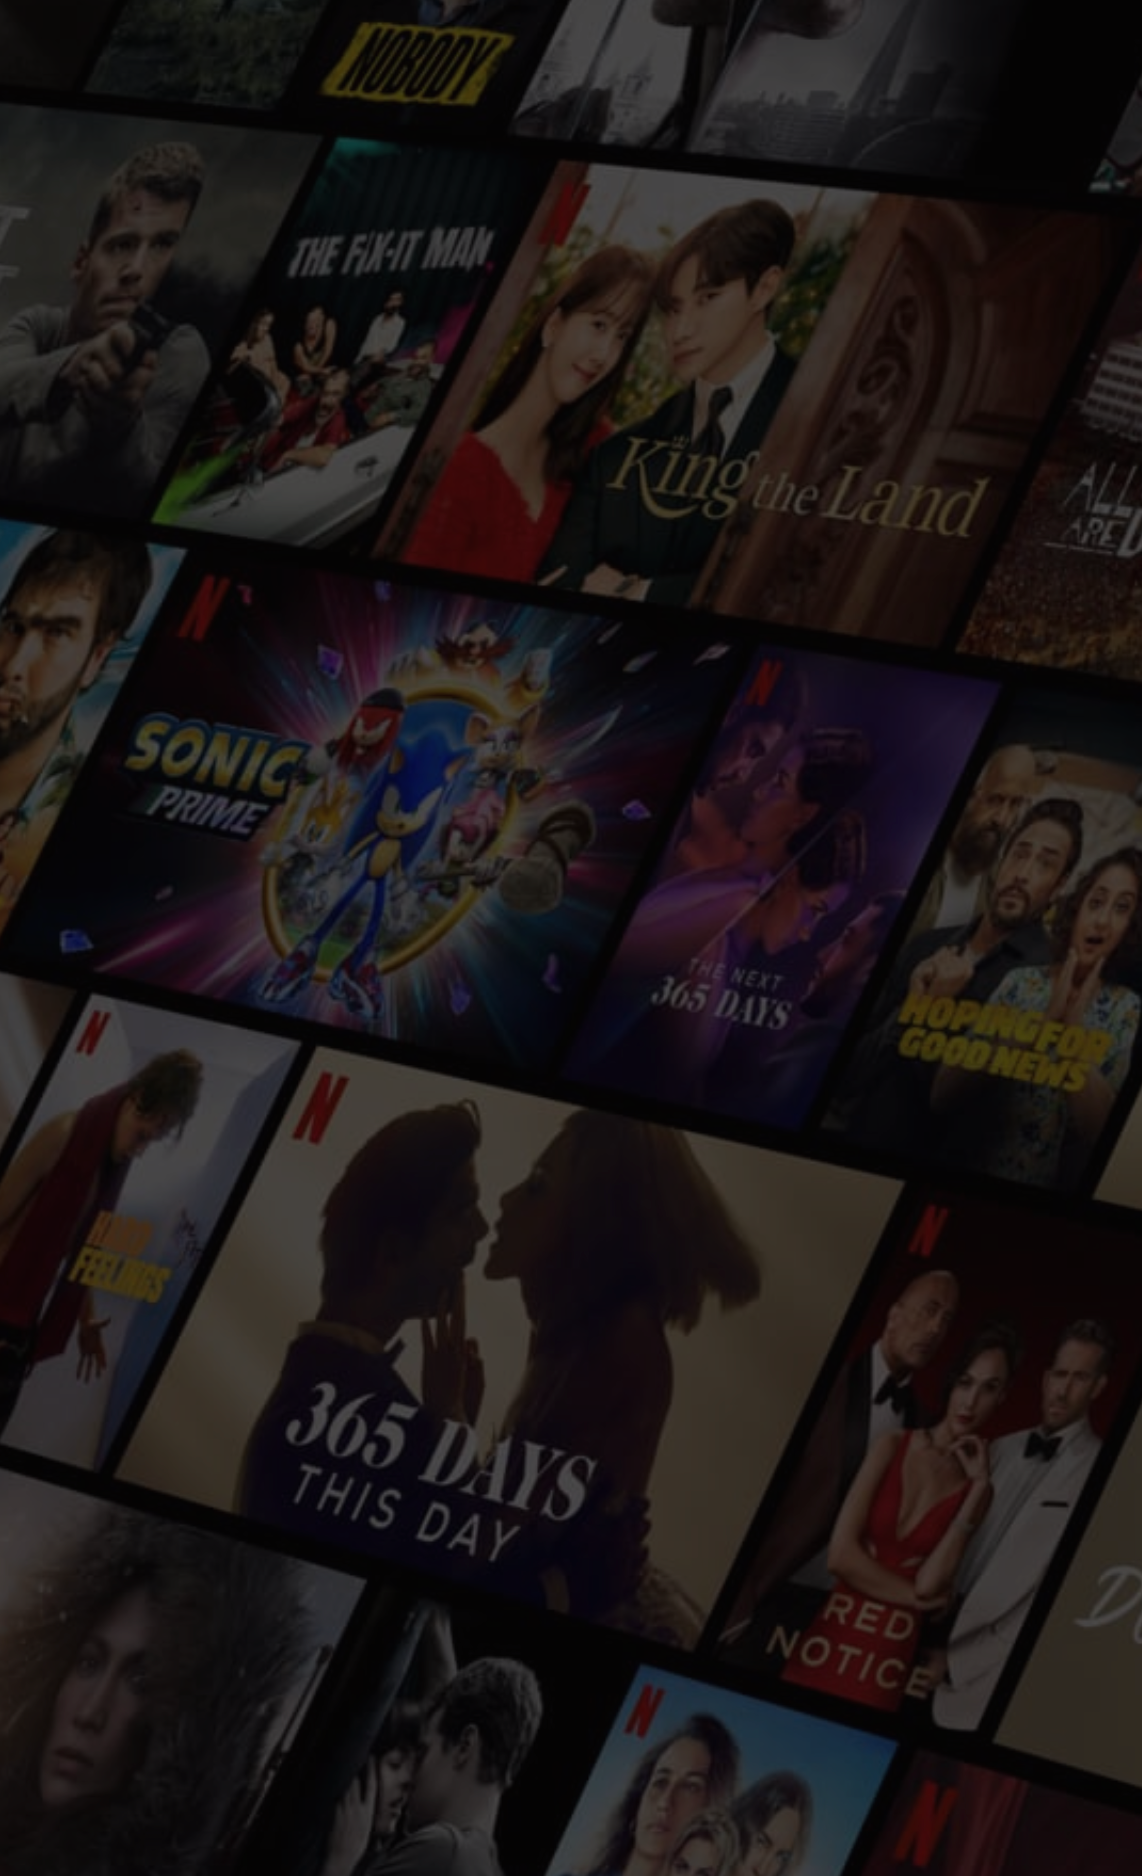 NOBODY
THE FIX-IT MAN
King the Land
ALL
ARE
SONIC
PRIME
THE NEXT
365 DAYS
HOPING FOR
GOOD NEWS
HARD
FEELINGS
365 DAYS
THIS DAY
RED
NOTICE